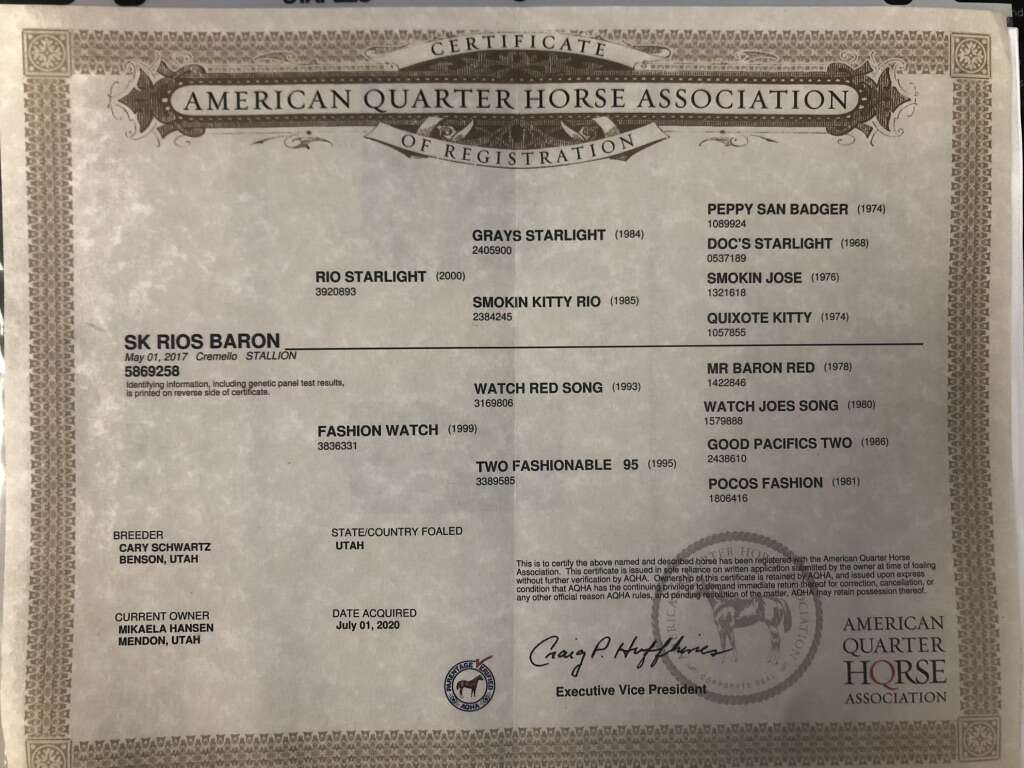 CERTIFICATE
AMERICAN QUARTER HORSE ASSOCIATION
OF REGISTRATION
PEPPY SAN BADGER (1974)
1089924
GRAYS STARLIGHT (1984)
2405900
DOC'S STARLIGHT (1968)
0537189
RIO STARLIGHT (2000)
3920893
SMOKIN JOSE (1976)
1321618
SMOKIN KITTY RIO (1985)
2384245
QUIXOTE KITTY (1974)
1057855
SK RIOS BARON
May 01, 2017 Cremello STALLION
5869258
Identifying information, including genetic panel test results,
is printed on reverse side of certificate.
MR BARON RED (1978)
1422846
WATCH RED SONG (1993)
3169806
WATCH JOES SONG (1980)
1579888
FASHION WATCH (1999)
3836331
GOOD PACIFICS TWO (1986)
2438610
TWO FASHIONABLE 95 (1995)
3389585
POCOS FASHION (1981)
1806416
BREEDER
CARY SCHWARTZ
BENSON, UTAH
STATE/COUNTRY FOALED
UTAH
This is to certify the above named and described horse has been registered with the American Quarter Horse
Association. This certificate is issued in sole reliance on written application submitted by the owner at time of foaling
without further verification by AQHA. Ownership of this certificate is retained by AQHA, and issued upon express
condition that AQHA has the continuing privilege to demand immediate return thereof for correction, cancellation, or
any other official reason AQHA rules, and pending resolution of the matter, AQHA may retain possession thereof.
CURRENT OWNER
MIKAELA HANSEN
MENDON, UTAH
DATE ACQUIRED
July 01, 2020
PARENTAGE VERIFIED
AQHA
Craig P. Huffhines
Executive Vice President
CORPORATE SEAL
AMERICAN
QUARTER
HORSE
ASSOCIATION